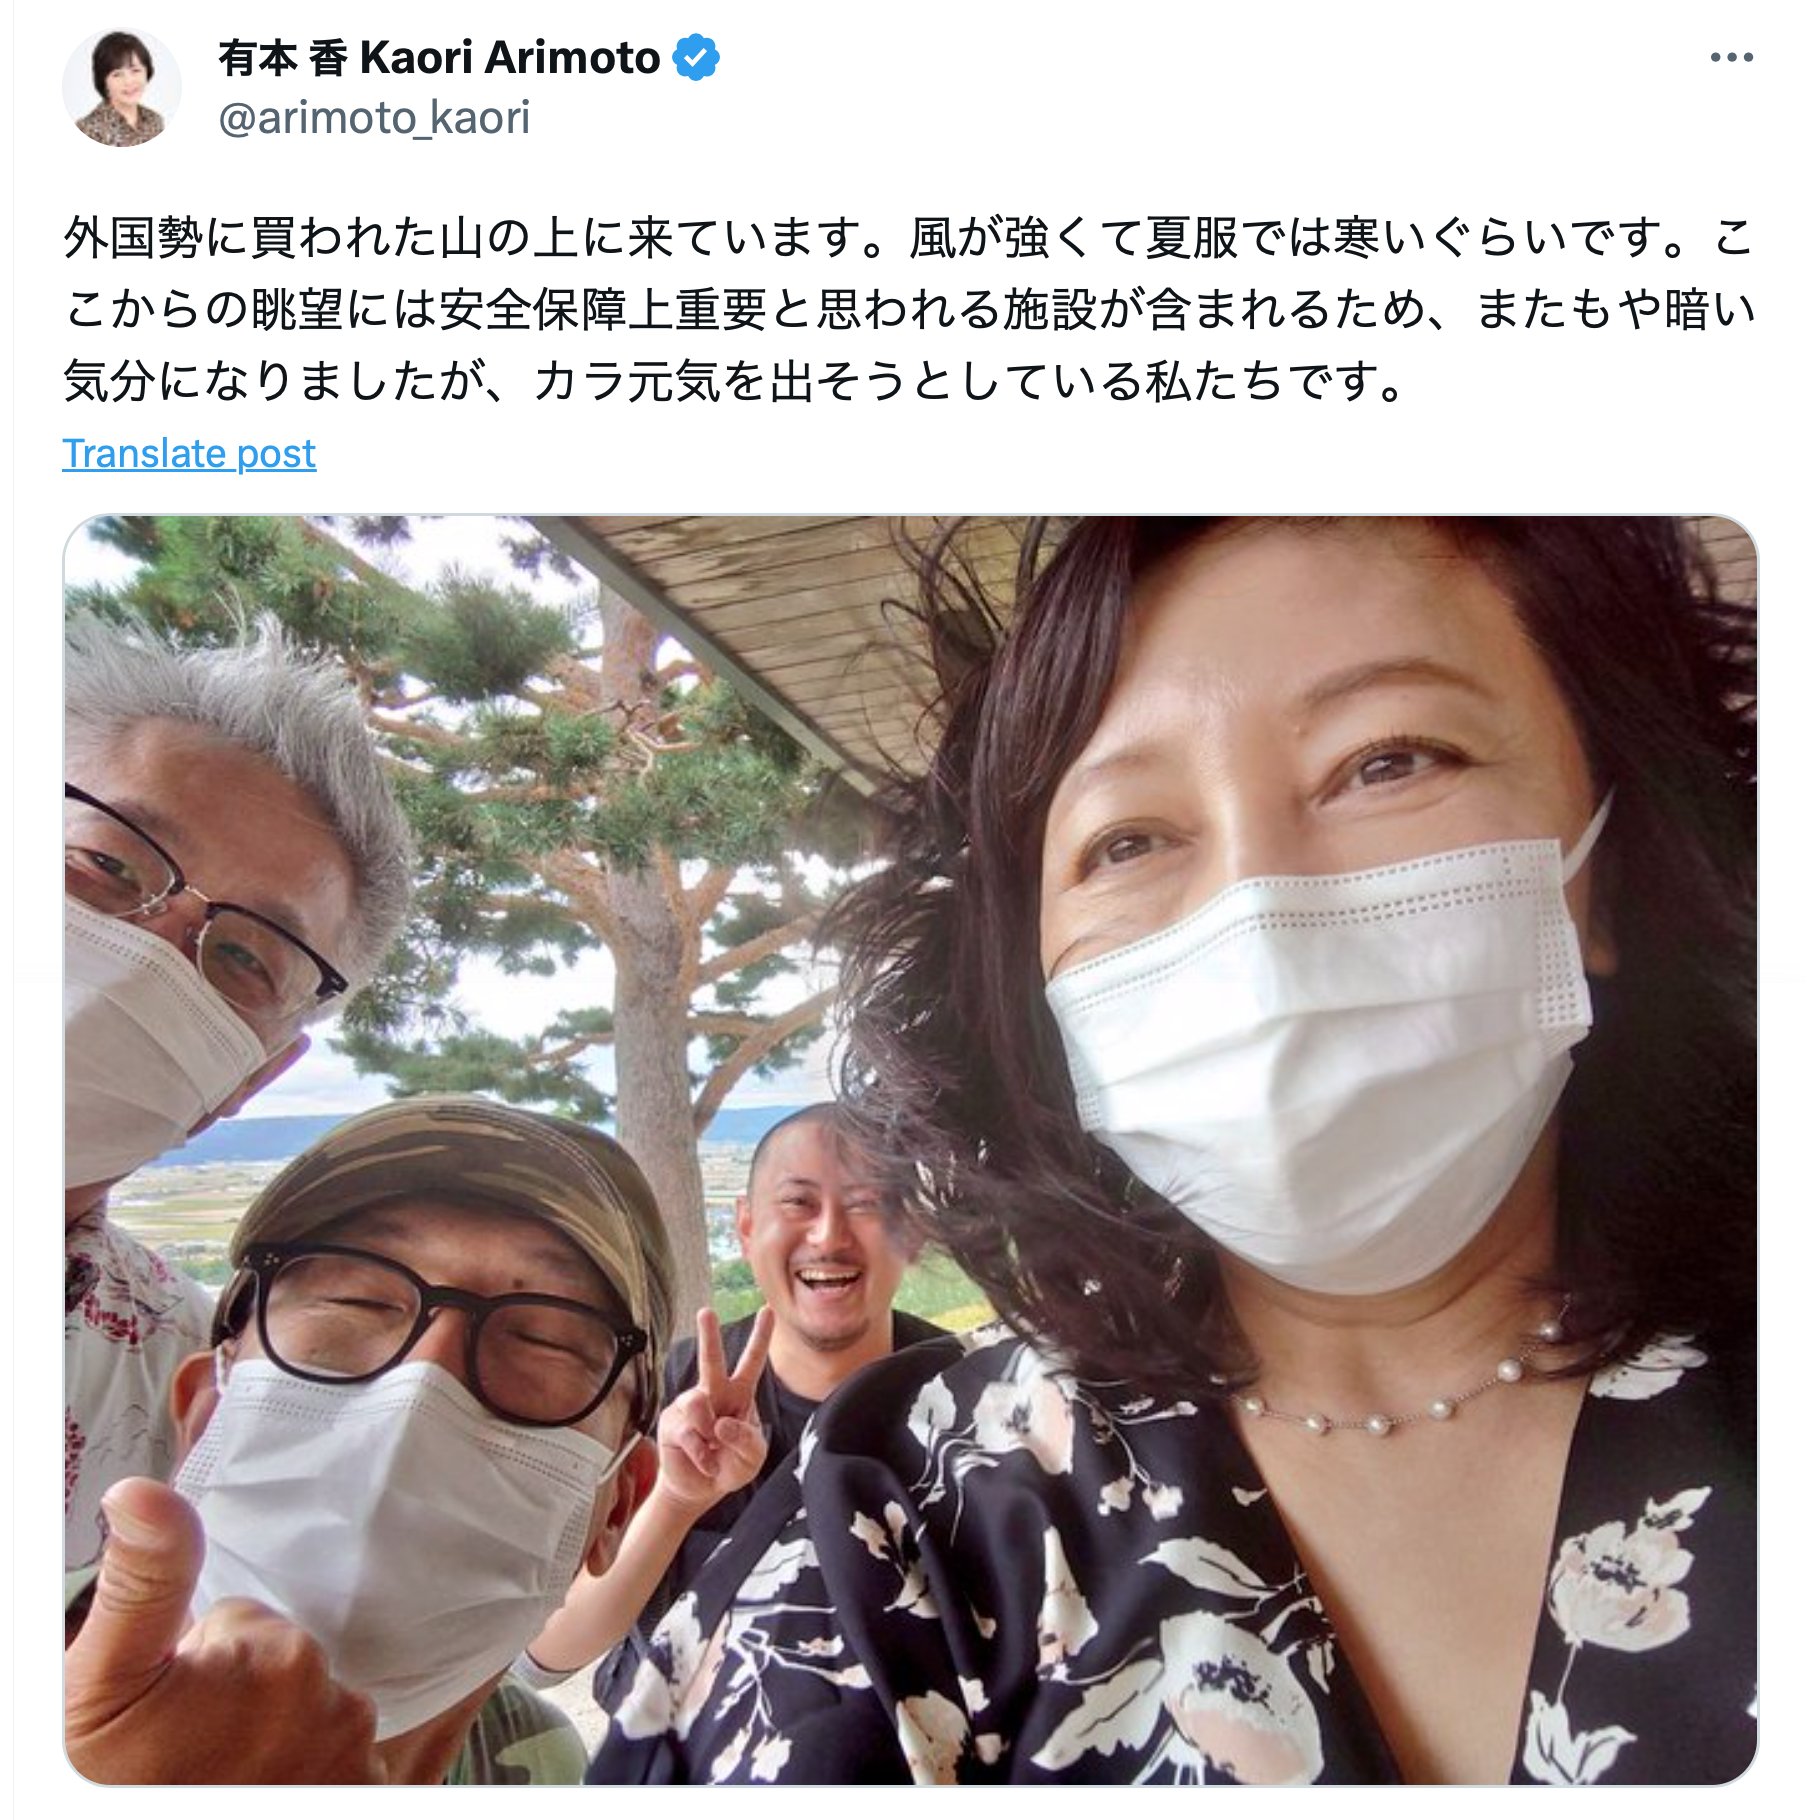 有本 香 Kaori Arimoto
@arimoto_kaori
外国勢に買われた山の上に来ています。風が強くて夏服では寒いぐらいです。こ
こからの眺望には安全保障上重要と思われる施設が含まれるため、またもや暗い
気分になりましたが、カラ元気を出そうとしている私たちです。
Translate post